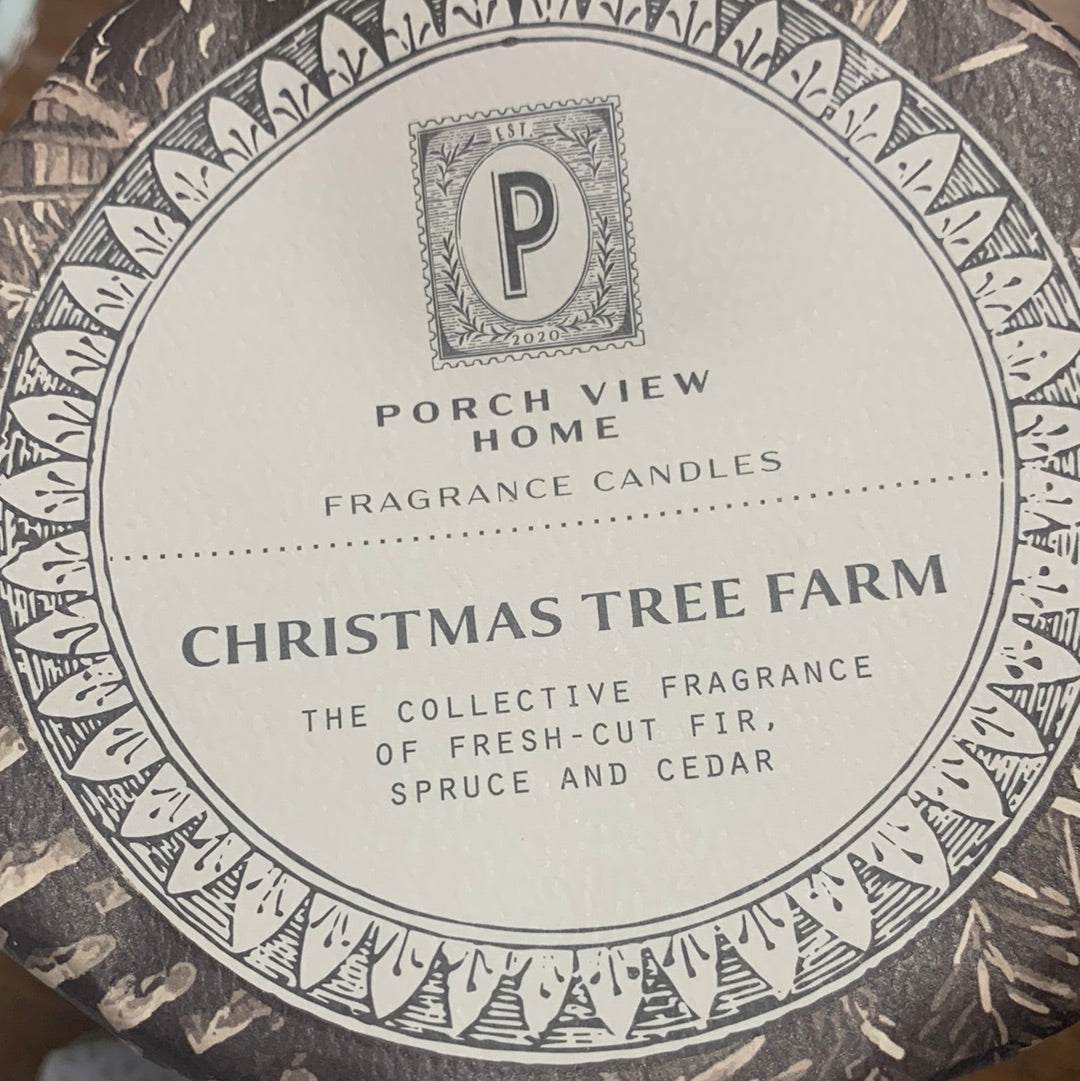 EST.
P
2020
PORCH VIEW
HOME
FRAGRANCE CANDLES
CHRISTMAS TREE FARM
THE COLLECTIVE FRAGRANCE
OF FRESH-CUT FIR,
SPRUCE AND CEDAR